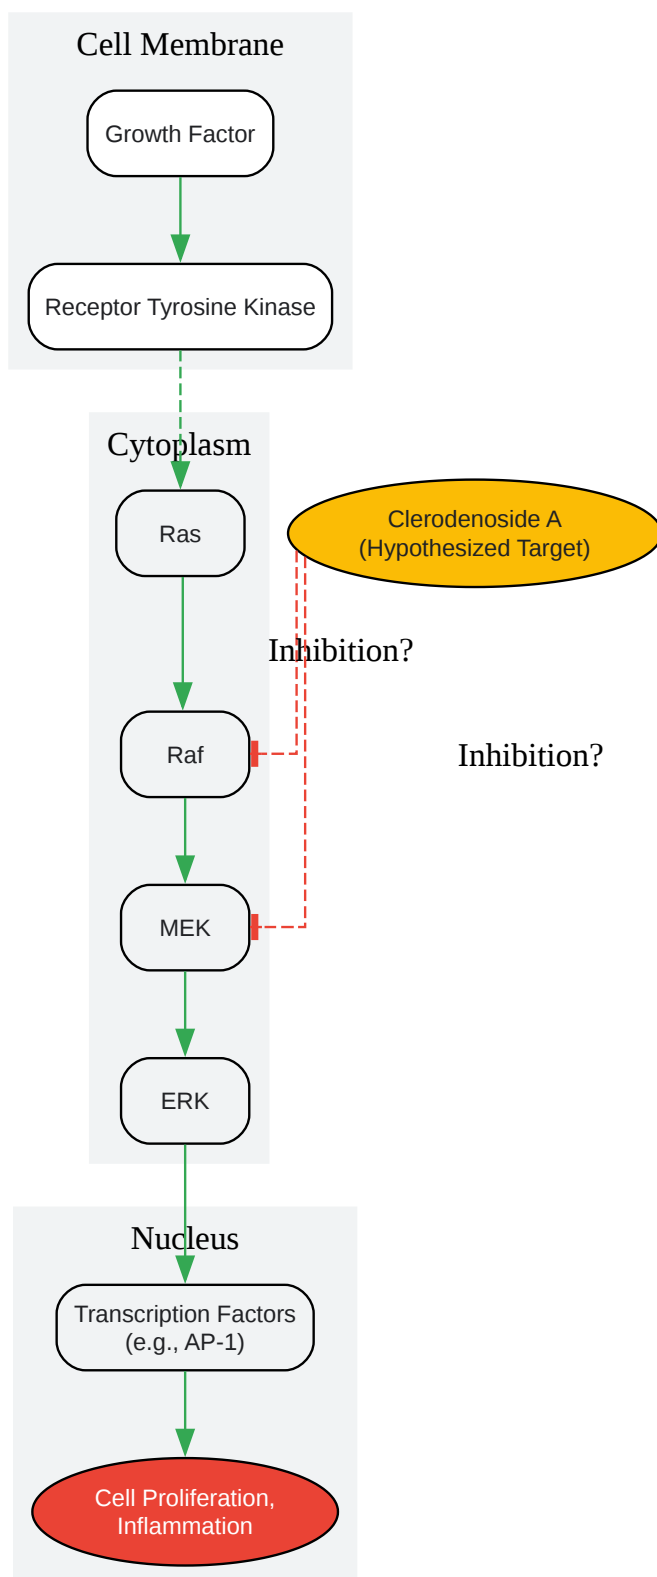 Cell Membrane
Growth Factor
Receptor Tyrosine Kinase
Cytoplasm
Ras
Clerodenoside A
(Hypothesized Target)
Inhibition?
Raf
Inhibition?
MEK
ERK
Nucleus
Transcription Factors
(e.g., AP-1)
Cell Proliferation,
Inflammation